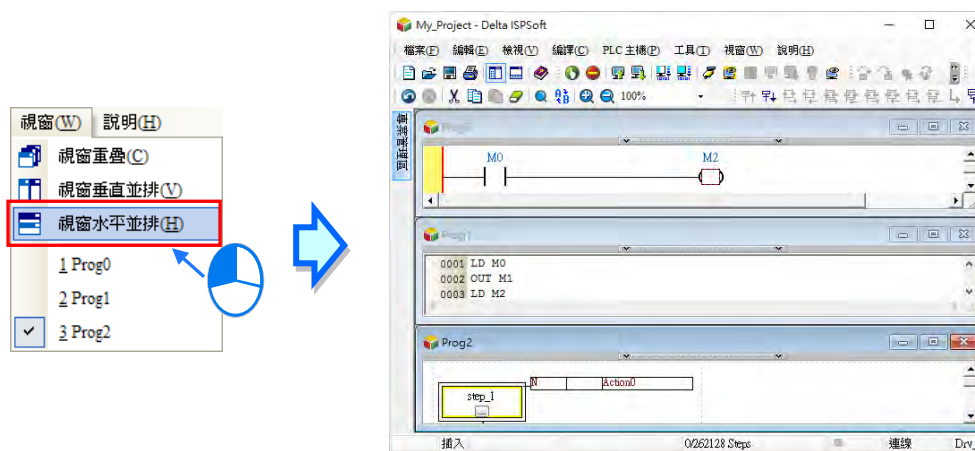 視窗(W) 說明(H)
視窗重疊(C)
視窗垂直並排(V)
視窗水平並排(H)
1 Prog0
2 Prog1
3 Prog2
My_Project - Delta ISPSoft
檔案(F) 編輯(E) 檢視(V) 編譯(C) PLC 主機(P) 工具(T) 視窗(W) 說明(H)
100%
Prog0
M0 M2
Prog1
0001 LD M0
0002 OUT M1
0003 LD M2
Prog2
N Action0
step_1
插入 0/262128 Steps 連線 Dry_